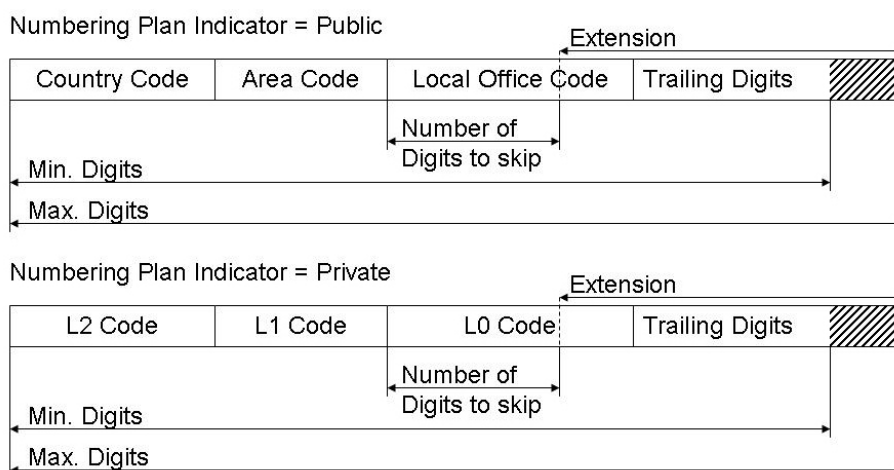 Numbering Plan Indicator = Public
Extension
Country Code Area Code Local Office Code Trailing Digits
Number of
Digits to skip
Min. Digits
Max. Digits
Numbering Plan Indicator = Private
Extension
L2 Code L1 Code L0 Code Trailing Digits
Number of
Digits to skip
Min. Digits
Max. Digits